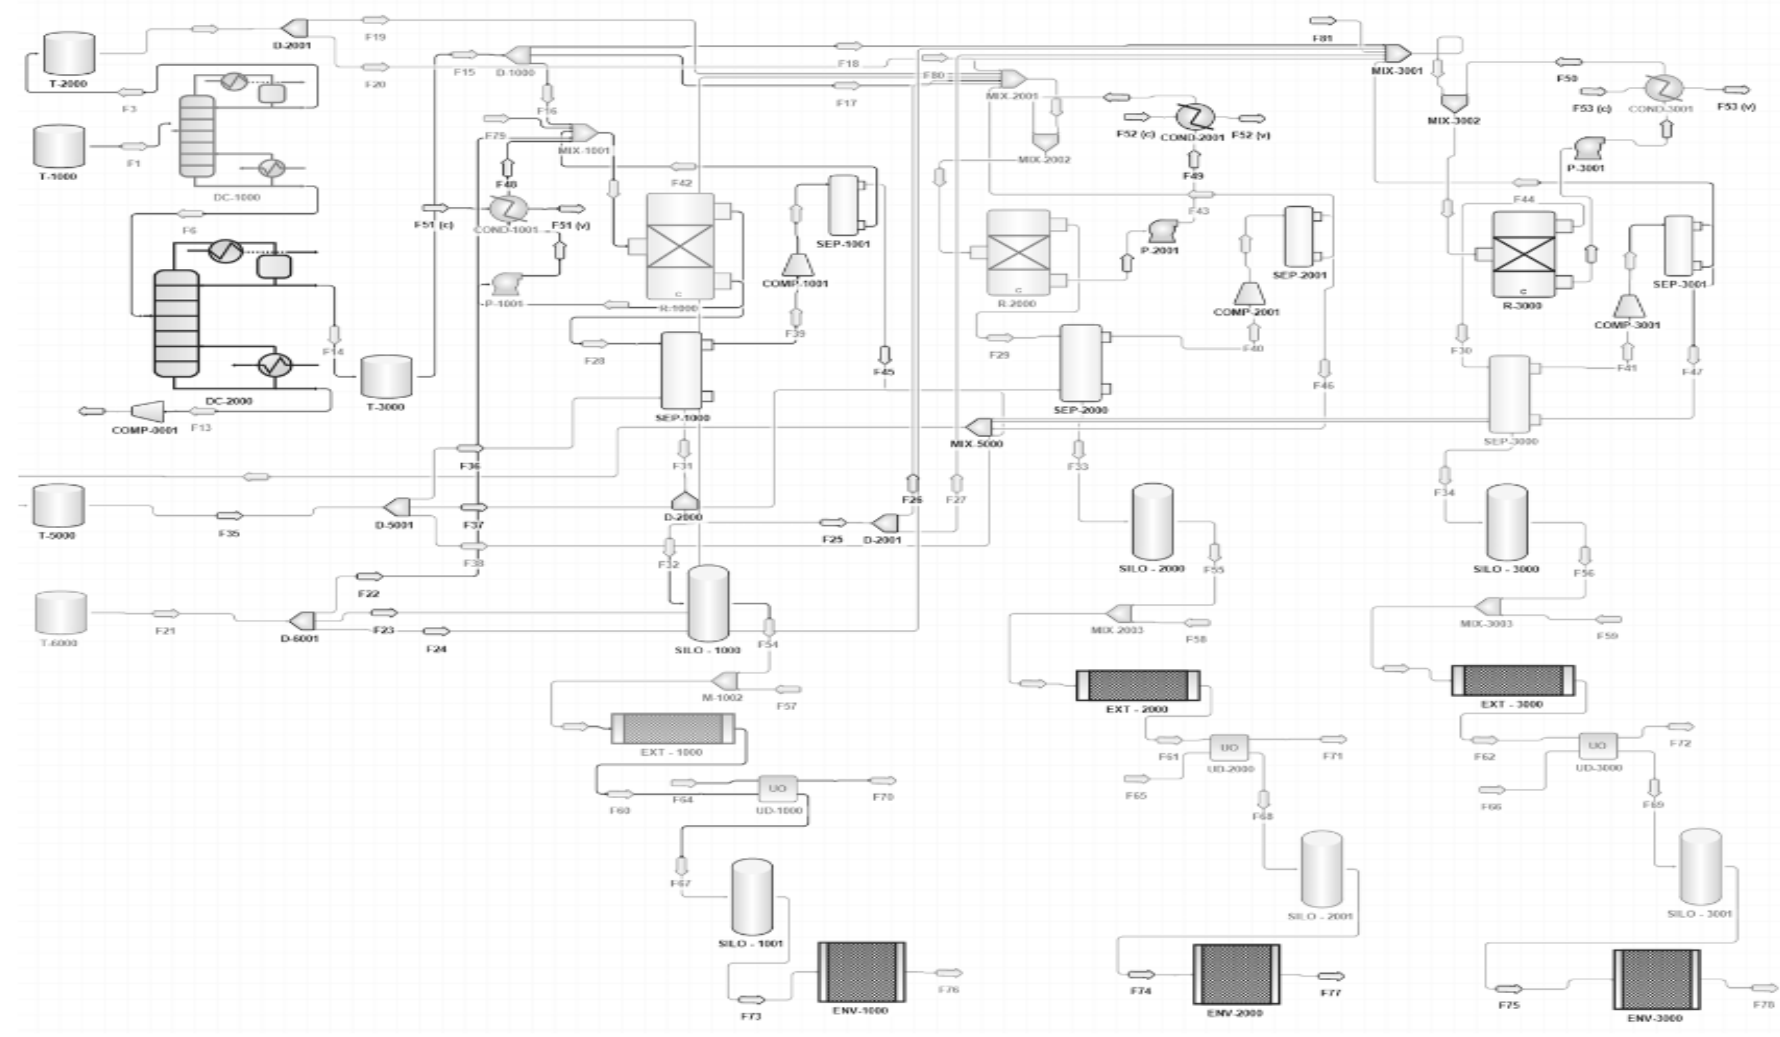 F81
F19
D-2001
F15
D-1000
F18
F80
MIX-3001
F50
T-2000
F20
F3
F17
MIX-2001
F53 (c)
COND-3001
F53 (v)
F16
F79
MIX-1001
F52 (c)
COND-2001
F52 (v)
MIX-3002
T-1000
F1
MIX-2002
P-3001
F48
F42
F49
DC-1000
F44
F43
F6
F51 (c)
COND-1001
F51 (v)
SEP-1001
P-2001
SEP-2001
COMP-1001
SEP-3001
P-1001
R-1000
R-2000
R-3000
COMP-2001
COMP-3001
F39
F14
F28
F29
F40
F30
F41
F45
F46
F47
DC-2000
T-3000
COMP-0001
F13
SEP-1000
SEP-2000
MIX-5000
SEP-3000
F36
F31
F33
F34
F26
F27
D-2000
T-5000
F35
D-5001
F37
F25
D-2001
F38
F32
SILO - 2000
F55
SILO - 3000
F56
F22
T-6000
F21
D-6001
F23
F24
SILO - 1000
F54
MIX-2003
F58
MIX-3003
F59
M-1002
F57
EXT - 2000
EXT - 3000
EXT - 1000
F61
UO
UD-2000
F71
F62
UO
UD-3000
F72
F60
F64
UO
UD-1000
F70
F65
F68
F66
F69
F67
SILO - 2001
SILO - 3001
SILO - 1001
F73
ENV-1000
F76
F74
ENV-2000
F77
F75
ENV-3000
F78